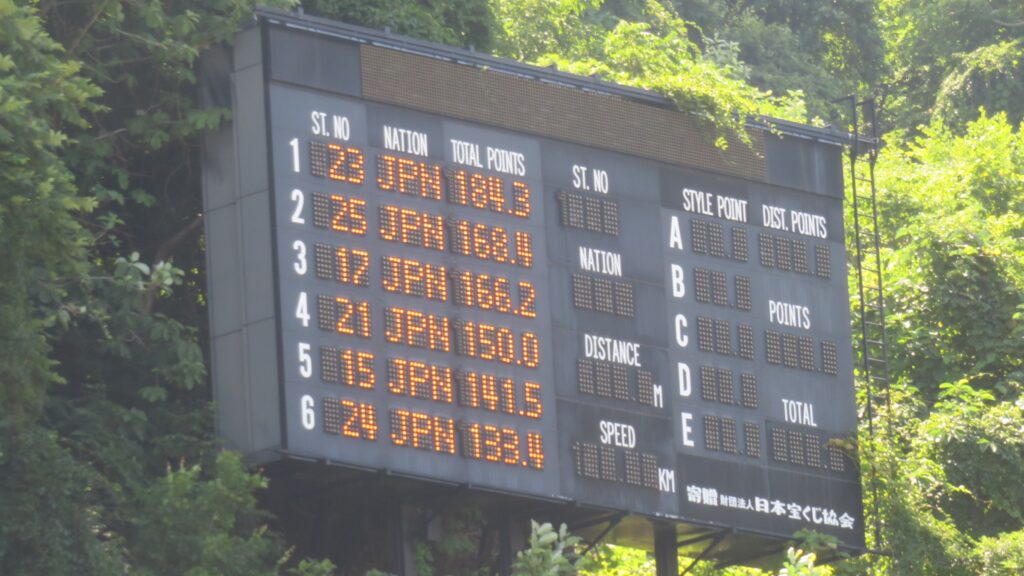 ST. NO NATION TOTAL POINTS
1 23 JPN 184.3
2 25 JPN 168.4
3 12 JPN 166.2
4 21 JPN 150.0
5 15 JPN 141.5
6 24 JPN 133.4
ST. NO
NATION
DISTANCE
M
SPEED
KM
STYLE POINT DIST. POINTS
A
B
C
D
E
POINTS
TOTAL
寄贈 財団法人日本宝くじ協会